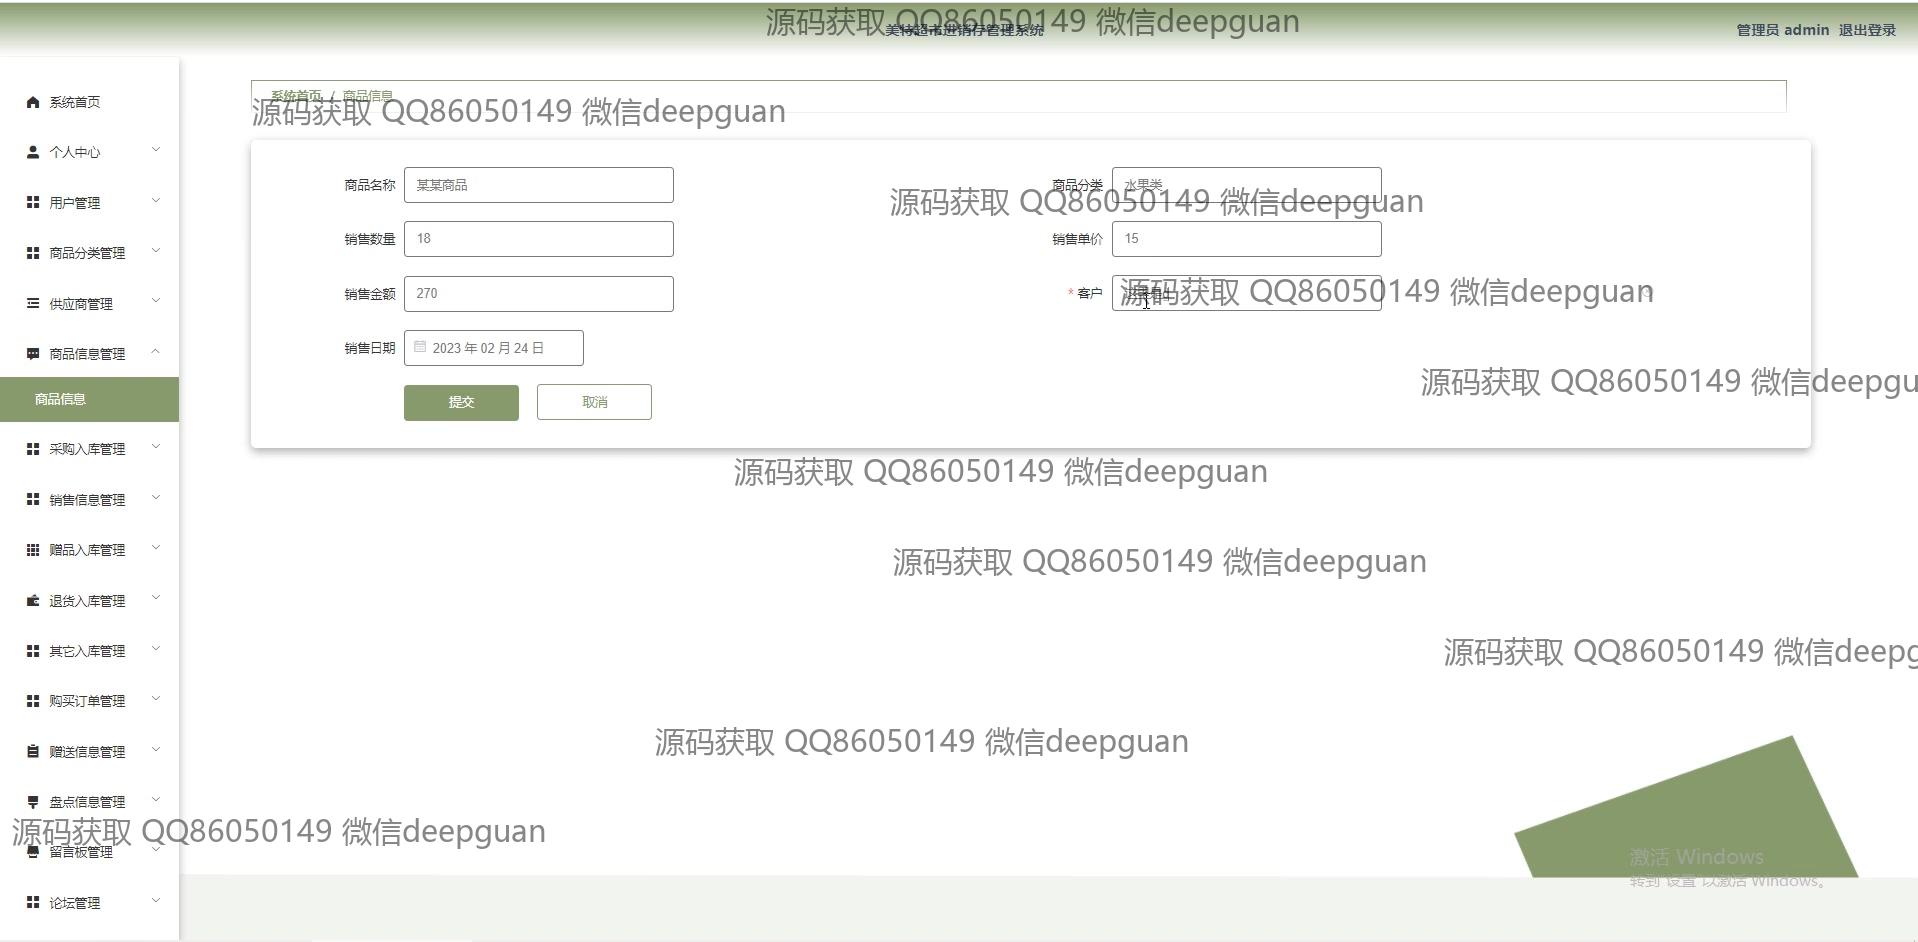 源码获取 QQ86050149 微信deepguan
美特超市进销存管理系统
管理员 admin 退出登录
系统首页
个人中心
用户管理
商品分类管理
供应商管理
商品信息管理
商品信息
采购入库管理
销售信息管理
赠品入库管理
退货入库管理
其它入库管理
购买订单管理
赠送信息管理
盘点信息管理
留言板管理
论坛管理
系统首页 / 商品信息
源码获取 QQ86050149 微信deepguan
商品名称 某某商品
商品分类 水果类
源码获取 QQ86050149 微信deepguan
销售数量 18
销售单价 15
销售金额 270
* 客户
源码获取 QQ86050149 微信deepguan
销售日期 2023 年 02 月 24 日
源码获取 QQ86050149 微信deepgu
提交 取消
源码获取 QQ86050149 微信deepguan
源码获取 QQ86050149 微信deepguan
源码获取 QQ86050149 微信deepg
源码获取 QQ86050149 微信deepguan
源码获取 QQ86050149 微信deepguan
激活 Windows
转到"设置"以激活 Windows。